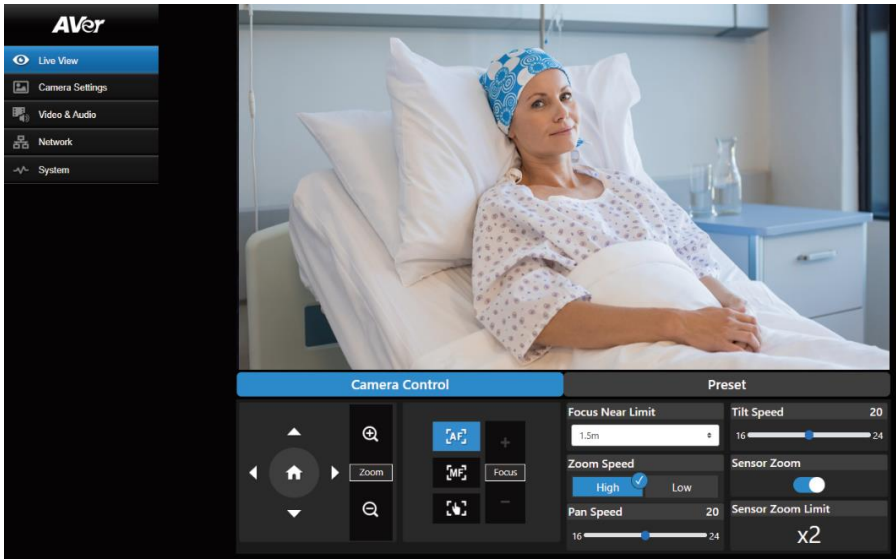 AVer
Live View
Camera Settings
Video & Audio
Network
System
Camera Control
Preset
Zoom
AF
MF
Focus
Focus Near Limit
1.5m
Zoom Speed
High Low
Pan Speed 20
16 24
Tilt Speed 20
16 24
Sensor Zoom
Sensor Zoom Limit
x2